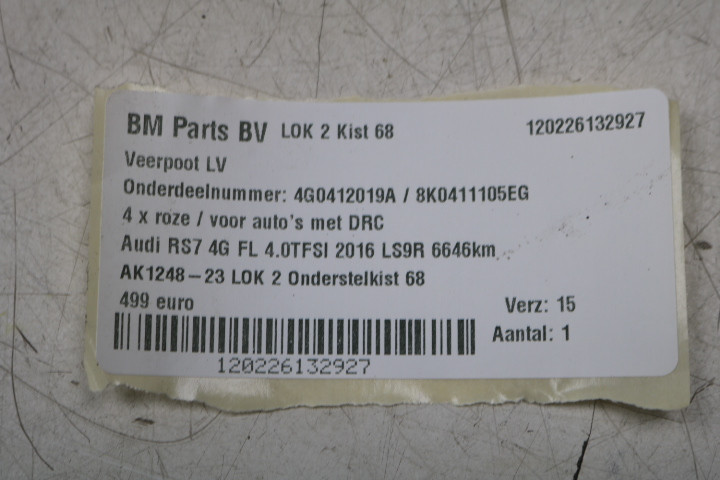 BM Parts BV LOK 2 Kist 68 120226132927
Veerpoot LV
Onderdeelnummer: 4G0412019A / 8K0411105EG
4 x roze / voor auto's met DRC
Audi RS7 4G FL 4.0TFSI 2016 LS9R 6646km
AK1248-23 LOK 2 Onderstelkist 68
499 euro Verz: 15
Aantal: 1
120226132927